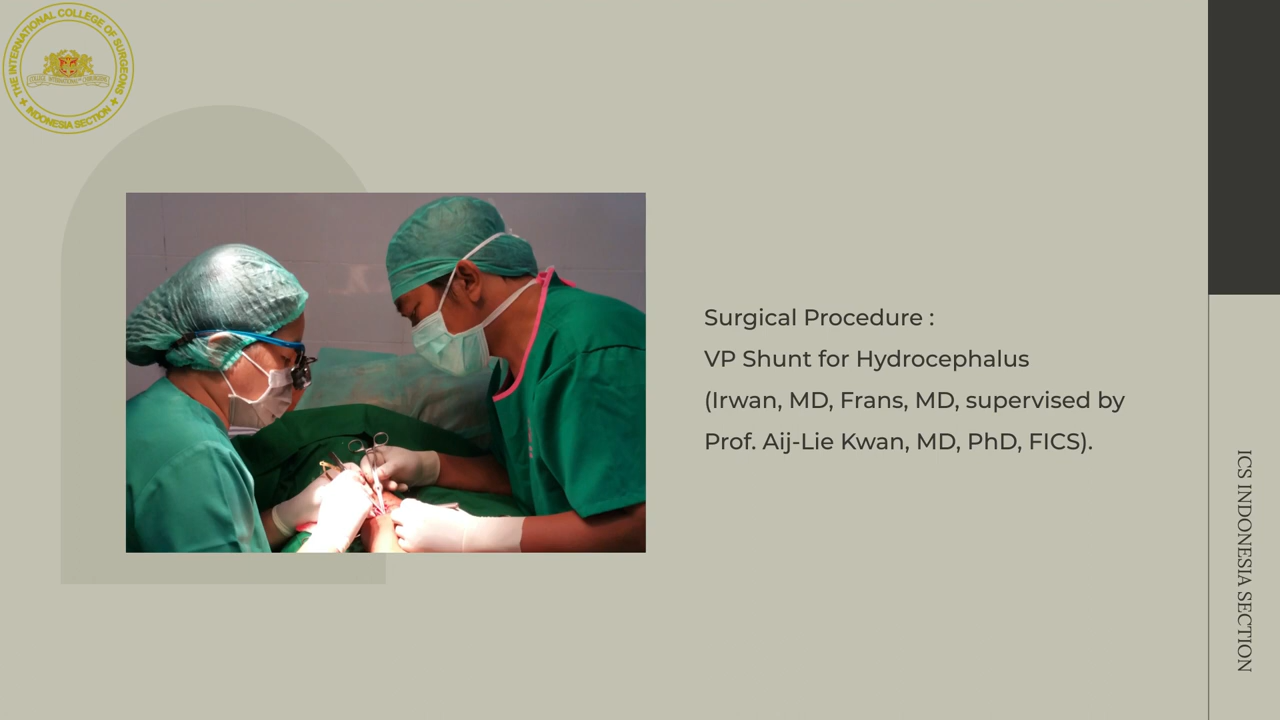 THE INTERNATIONAL COLLEGE OF SURGEONS
INDONESIA SECTION
Surgical Procedure :
VP Shunt for Hydrocephalus
(Irwan, MD, Frans, MD, supervised by
Prof. Aij-Lie Kwan, MD, PhD, FICS).
ICS INDONESIA SECTION